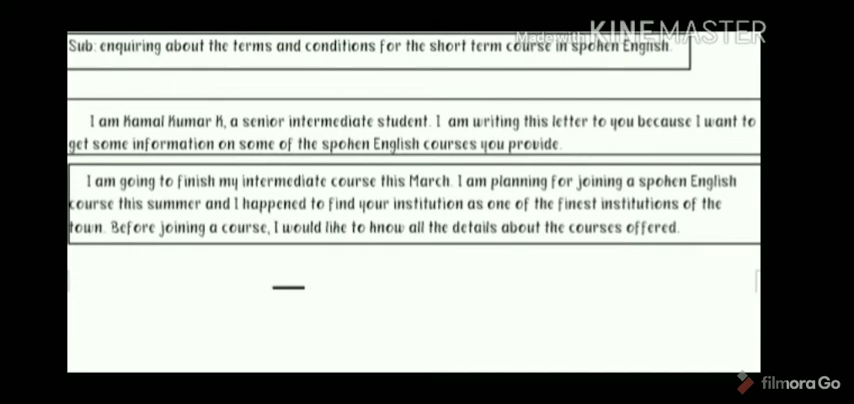 Made with KINEMASTER
Sub: enquiring about the terms and conditions for the short term course in spoken English.
I am Kamal Kumar K, a senior intermediate student. I am writing this letter to you because I want to
get some information on some of the spoken English courses you provide.
I am going to finish my intermediate course this March. I am planning for joining a spoken English
course this summer and I happened to find your institution as one of the finest institutions of the
town. Before joining a course, I would like to know all the details about the courses offered.
filmoraGo